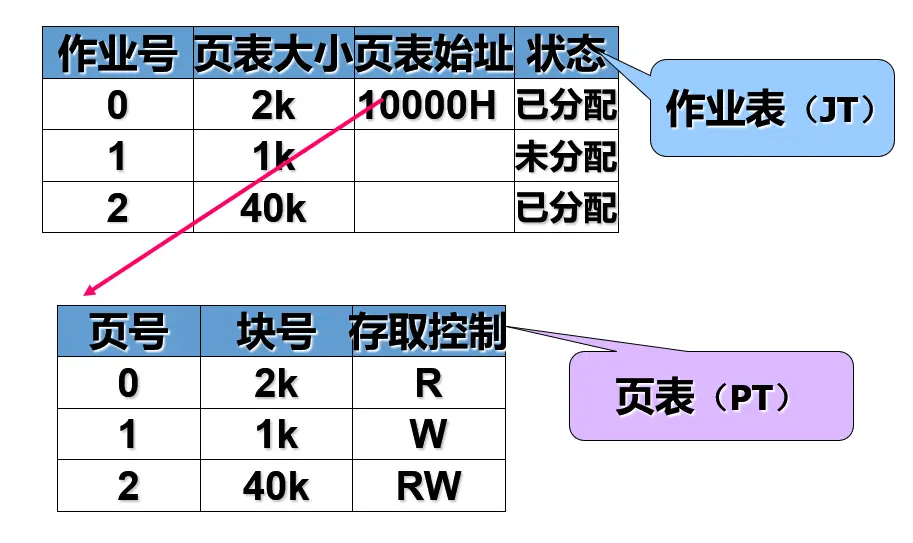 作业号 页表大小 页表始址 状态
0 2k 10000H 已分配
1 1k 未分配
2 40k 已分配
作业表（JT）
页号 块号 存取控制
0 2k R
1 1k W
2 40k RW
页表（PT）